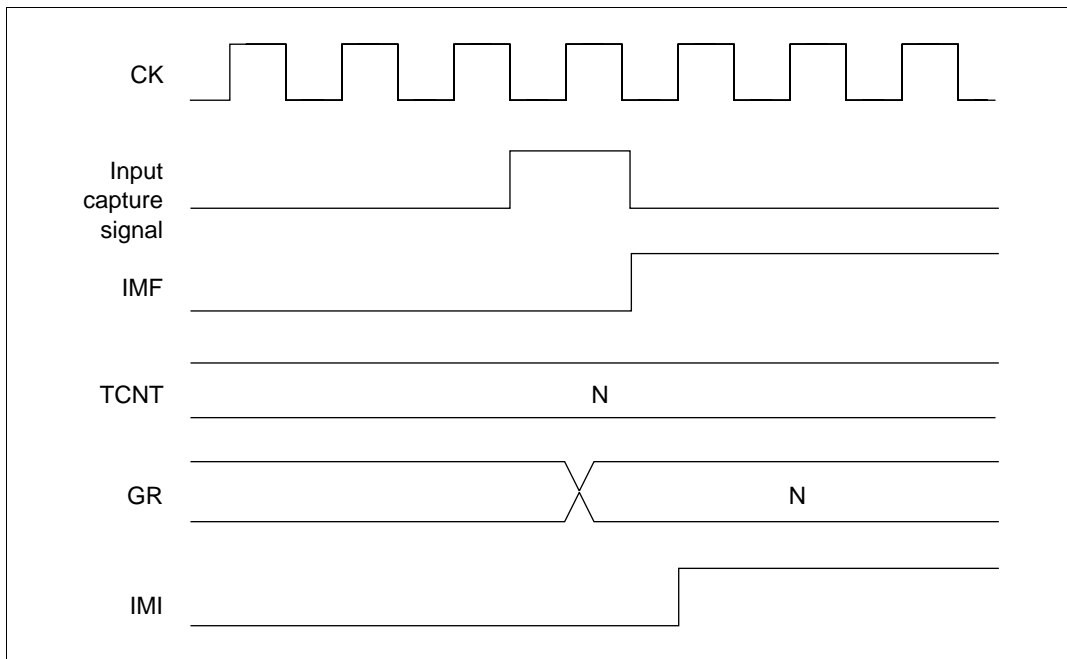 CK
Input
capture
signal
IMF
TCNT
N
GR
N
IMI